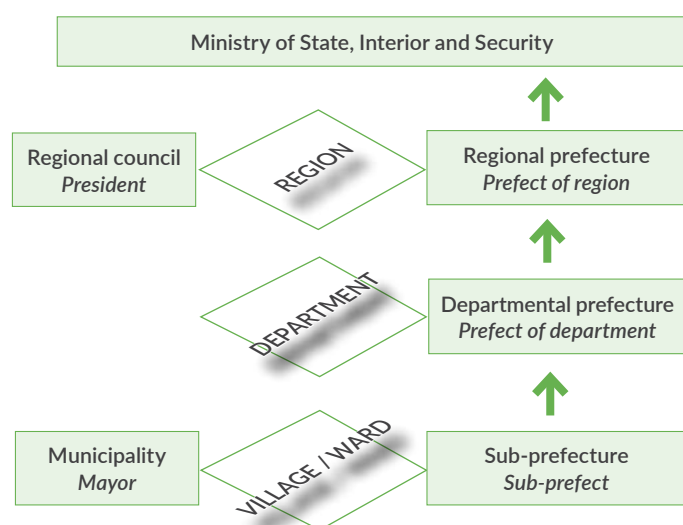 Ministry of State, Interior and Security
Regional council
President
REGION
Regional prefecture
Prefect of region
DEPARTMENT
Departmental prefecture
Prefect of department
Municipality
Mayor
VILLAGE / WARD
Sub-prefecture
Sub-prefect